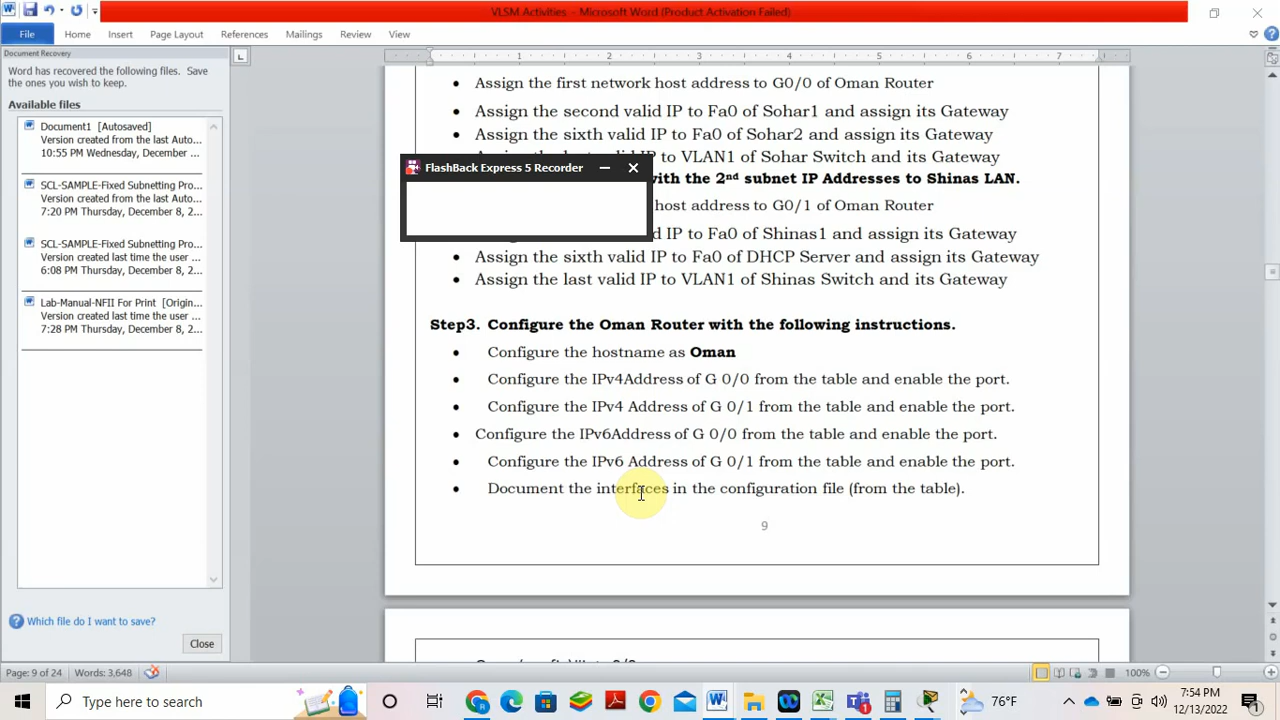 VLSM Activities - Microsoft Word (Product Activation Failed)
File Home Insert Page Layout References Mailings Review View
Document Recovery
Word has recovered the following files. Save
the ones you wish to keep.
Available files
Document1 [Autosaved]
Version created from the last Auto...
10:55 PM Wednesday, December ...
SCL-SAMPLE-Fixed Subnetting Pro...
Version created from the last Auto...
7:20 PM Thursday, December 8, 2...
SCL-SAMPLE-Fixed Subnetting Pro...
Version created last time the user ...
6:08 PM Thursday, December 8, 2...
Lab-Manual-NFII For Print [Origin...
Version created last time the user ...
7:28 PM Thursday, December 8, 2...
Which file do I want to save?
Close
1 2 3 4 5 6 7
• Assign the first network host address to G0/0 of Oman Router
• Assign the second valid IP to Fa0 of Sohar1 and assign its Gateway
• Assign the sixth valid IP to Fa0 of Sohar2 and assign its Gateway
to VLAN1 of Sohar Switch and its Gateway
FlashBack Express 5 Recorder
with the 2nd subnet IP Addresses to Shinas LAN.
host address to G0/1 of Oman Router
IP to Fa0 of Shinas1 and assign its Gateway
• Assign the sixth valid IP to Fa0 of DHCP Server and assign its Gateway
• Assign the last valid IP to VLAN1 of Shinas Switch and its Gateway
Step3. Configure the Oman Router with the following instructions.
• Configure the hostname as Oman
• Configure the IPv4Address of G 0/0 from the table and enable the port.
• Configure the IPv4 Address of G 0/1 from the table and enable the port.
• Configure the IPv6Address of G 0/0 from the table and enable the port.
• Configure the IPv6 Address of G 0/1 from the table and enable the port.
• Document the interfaces in the configuration file (from the table).
9
Page: 9 of 24 Words: 3,648 100%
Type here to search
76°F
7:54 PM
12/13/2022